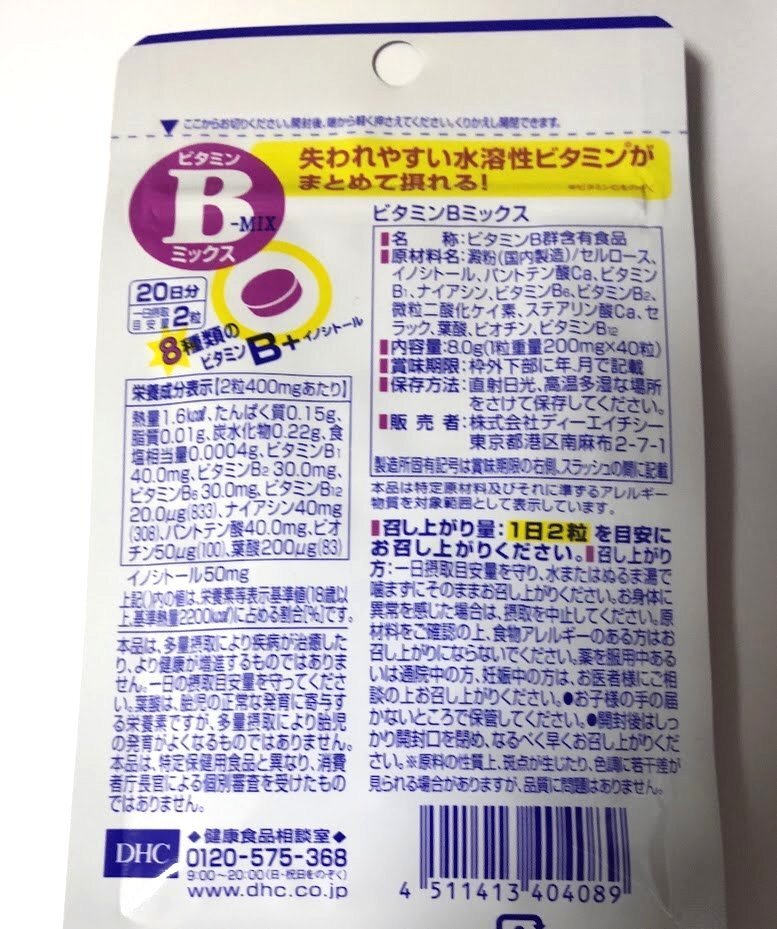 ここからお切りください。開封後、端から軽く押さえてください。くりかえし開閉できます。
ビタミン
B
-MIX
ミックス
失われやすい水溶性ビタミンが
まとめて摂れる!
20日分
一日摂取
目安量 2粒
8種類の
ビタミンB+イノシトール
栄養成分表示[2粒400mgあたり]
熱量1.6kcal、たんぱく質0.15g、
脂質0.01g、炭水化物0.22g、食
塩相当量0.0004g、ビタミンB1
40.0mg、ビタミンB2 30.0mg、
ビタミンB6 30.0mg、ビタミンB12
20.0μg(833)、ナイアシン40mg
(308)、パントテン酸40.0mg、ビオ
チン50μg(100)、葉酸200μg(83)
イノシトール50mg
上記()内の値は、栄養素等表示基準値(18歳以
上、基準熱量2200kcal)に占める割合[%]です。
本品は、多量摂取により疾病が治癒した
り、より健康が増進するものではありま
せん。一日の摂取目安量を守ってくださ
い。葉酸は、胎児の正常な発育に寄与す
る栄養素ですが、多量摂取により胎児
の発育がよくなるものではありません。
本品は、特定保健用食品と異なり、消費
者庁長官による個別審査を受けたもの
ではありません。
DHC
◆健康食品相談室◆
0120-575-368
9:00~20:00(日・祝日をのぞく)
www.dhc.co.jp
ビタミンBミックス
名 称:ビタミンB群含有食品
原材料名:澱粉(国内製造)/セルロース、
イノシトール、パントテン酸Ca、ビタミン
B1、ナイアシン、ビタミンB6、ビタミンB2、
微粒二酸化ケイ素、ステアリン酸Ca、セ
ラック、葉酸、ビオチン、ビタミンB12
内容量:8.0g(1粒重量200mg×40粒)
賞味期限:枠外下部に年、月で記載
保存方法:直射日光、高温多湿な場所
をさけて保存してください。
販売者:株式会社ディーエイチシー
東京都港区南麻布2-7-1
製造所固有記号は賞味期限の右側、スラッシュの間に記載
本品は特定原材料及びそれに準ずるアレルギー
物質を対象範囲として表示しています。
召し上がり量:1日2粒を目安に
お召し上がりください。召し上がり
方:一日摂取目安量を守り、水またはぬるま湯で
噛まずにそのままお召し上がりください。お身体に
異常を感じた場合は、摂取を中止してください。原
材料をご確認の上、食物アレルギーのある方はお
召し上がりにならないでください。薬を服用中ある
いは通院中の方、妊娠中の方は、お医者様にご相
談の上お召し上がりください。●お子様の手の届
かないところで保管してください。●開封後はしっ
かり開封口を閉め、なるべく早くお召し上がりくだ
さい。※原料の性質上、斑点が生じたり、色調に若干差が
見られる場合がありますが、品質に問題はありません。
4 511413 404089